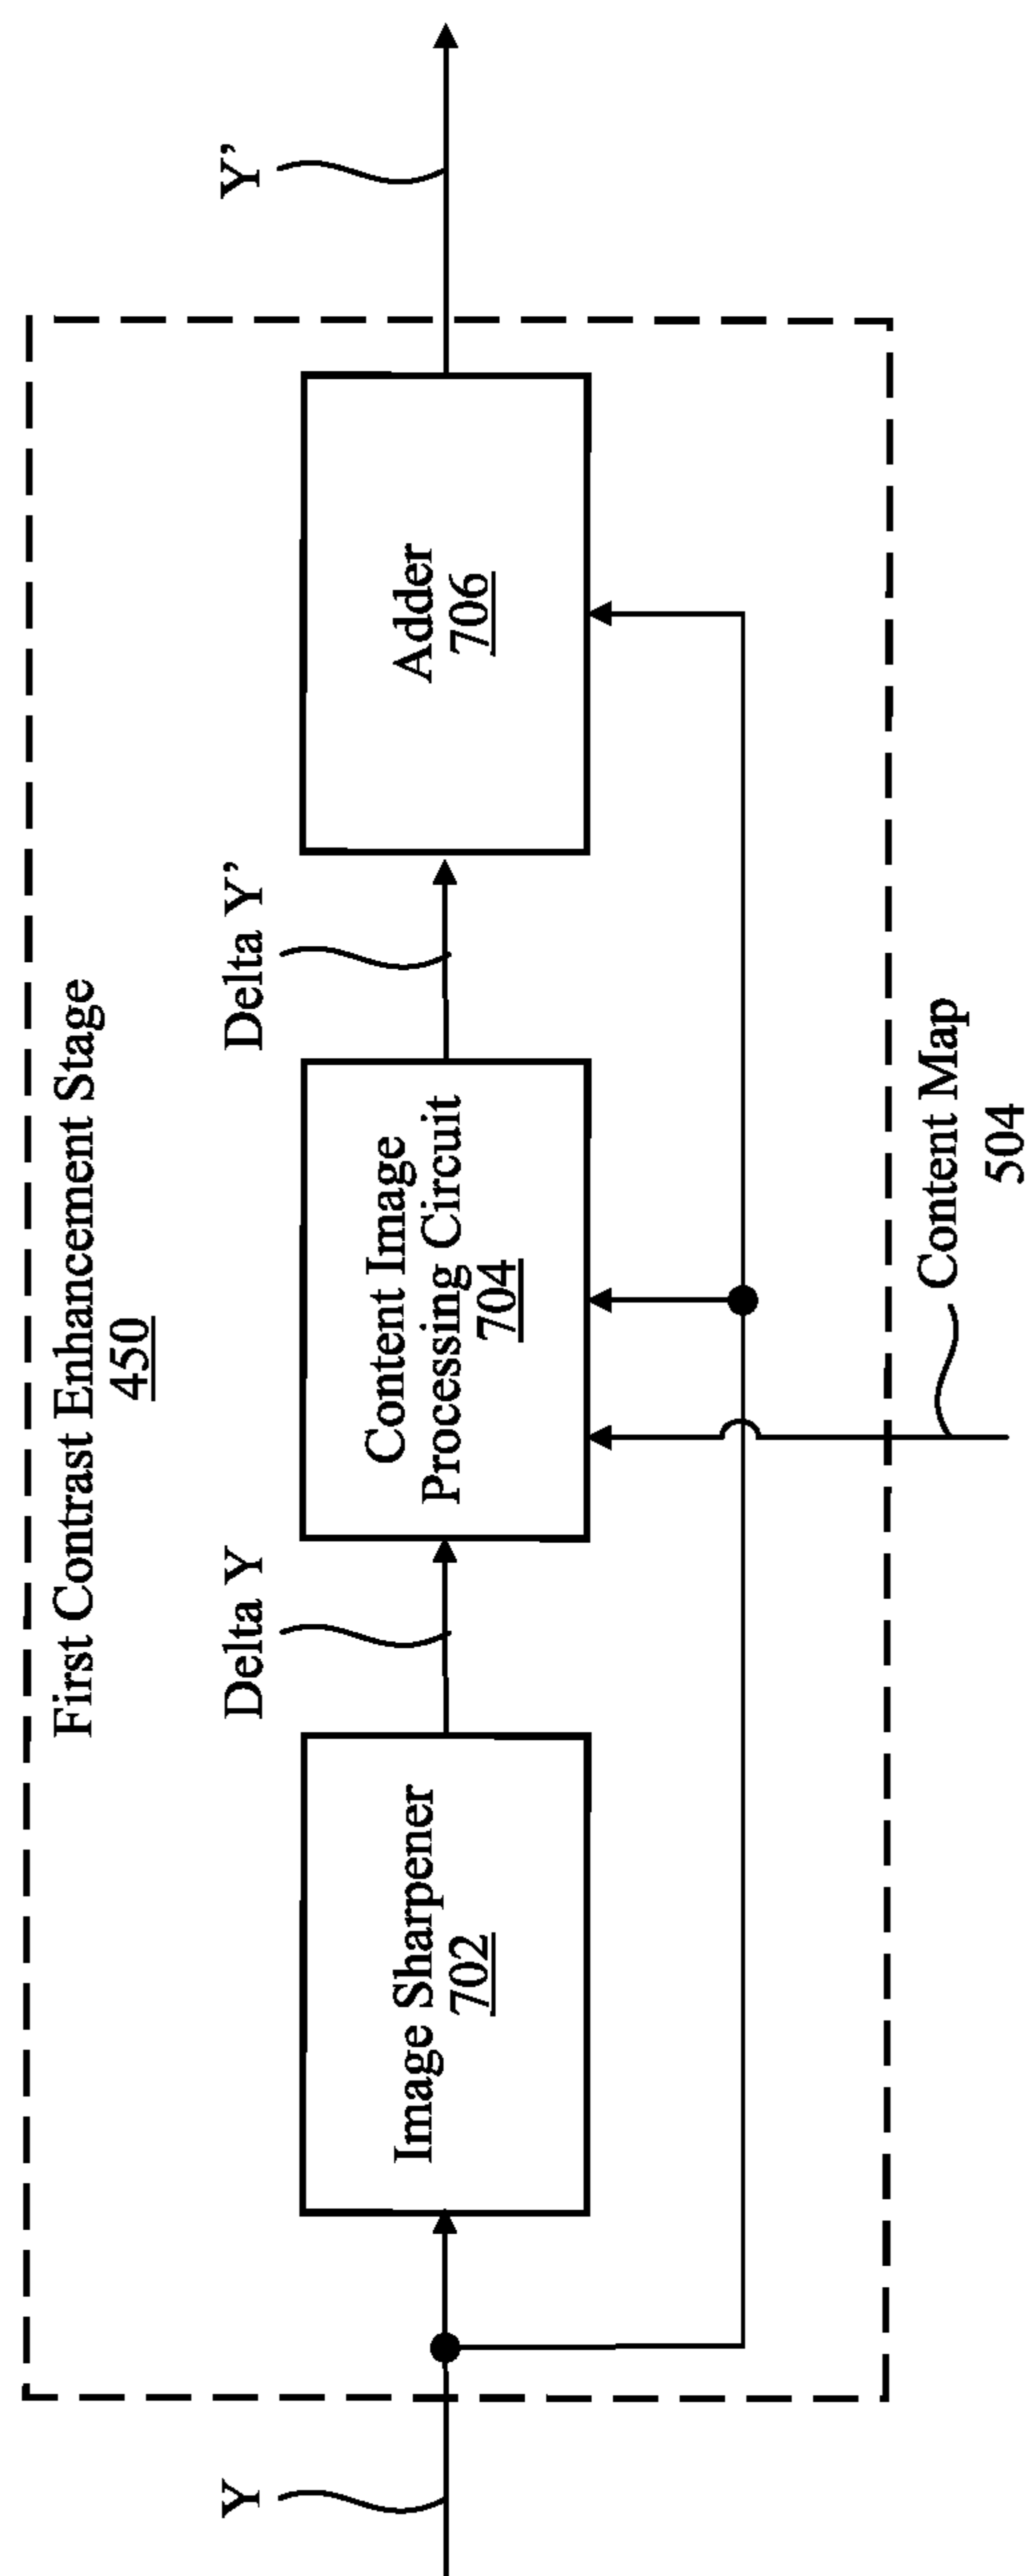 First Contrast Enhancement Stage
450
Y
Image Sharpener
702
Delta Y
Content Image
Processing Circuit
704
Delta Y’
Adder
706
Y’
Content Map
504